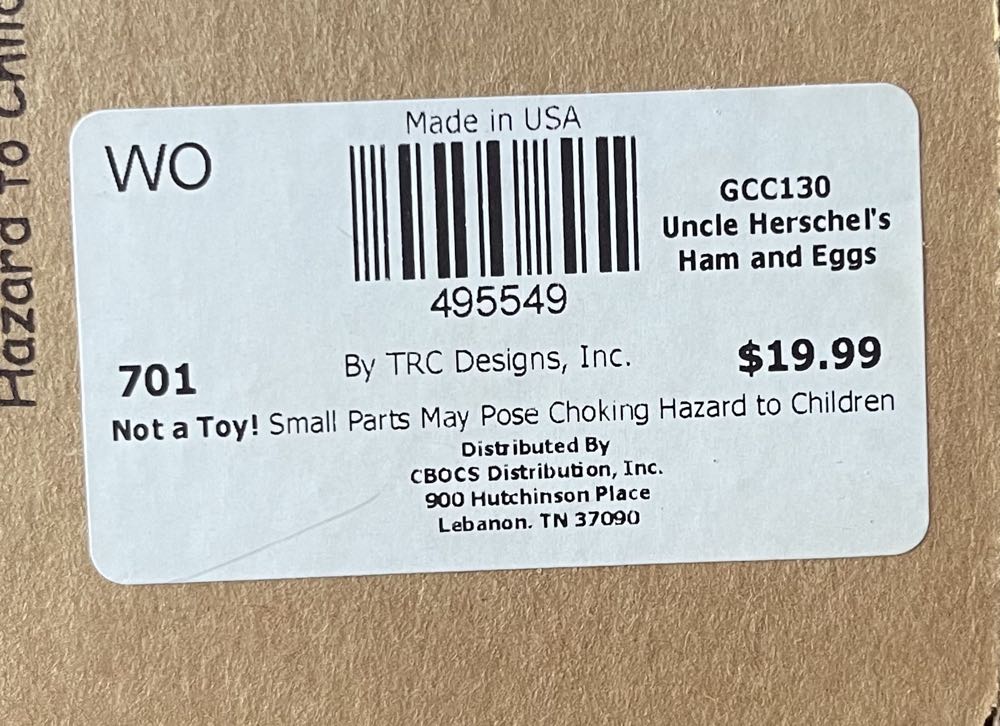 Hazard to
WO
Made in USA
495549
GCC130
Uncle Herschel's
Ham and Eggs
701
By TRC Designs, Inc.
$19.99
Not a Toy! Small Parts May Pose Choking Hazard to Children
Distributed By
CBOCS Distribution, Inc.
900 Hutchinson Place
Lebanon. TN 37090